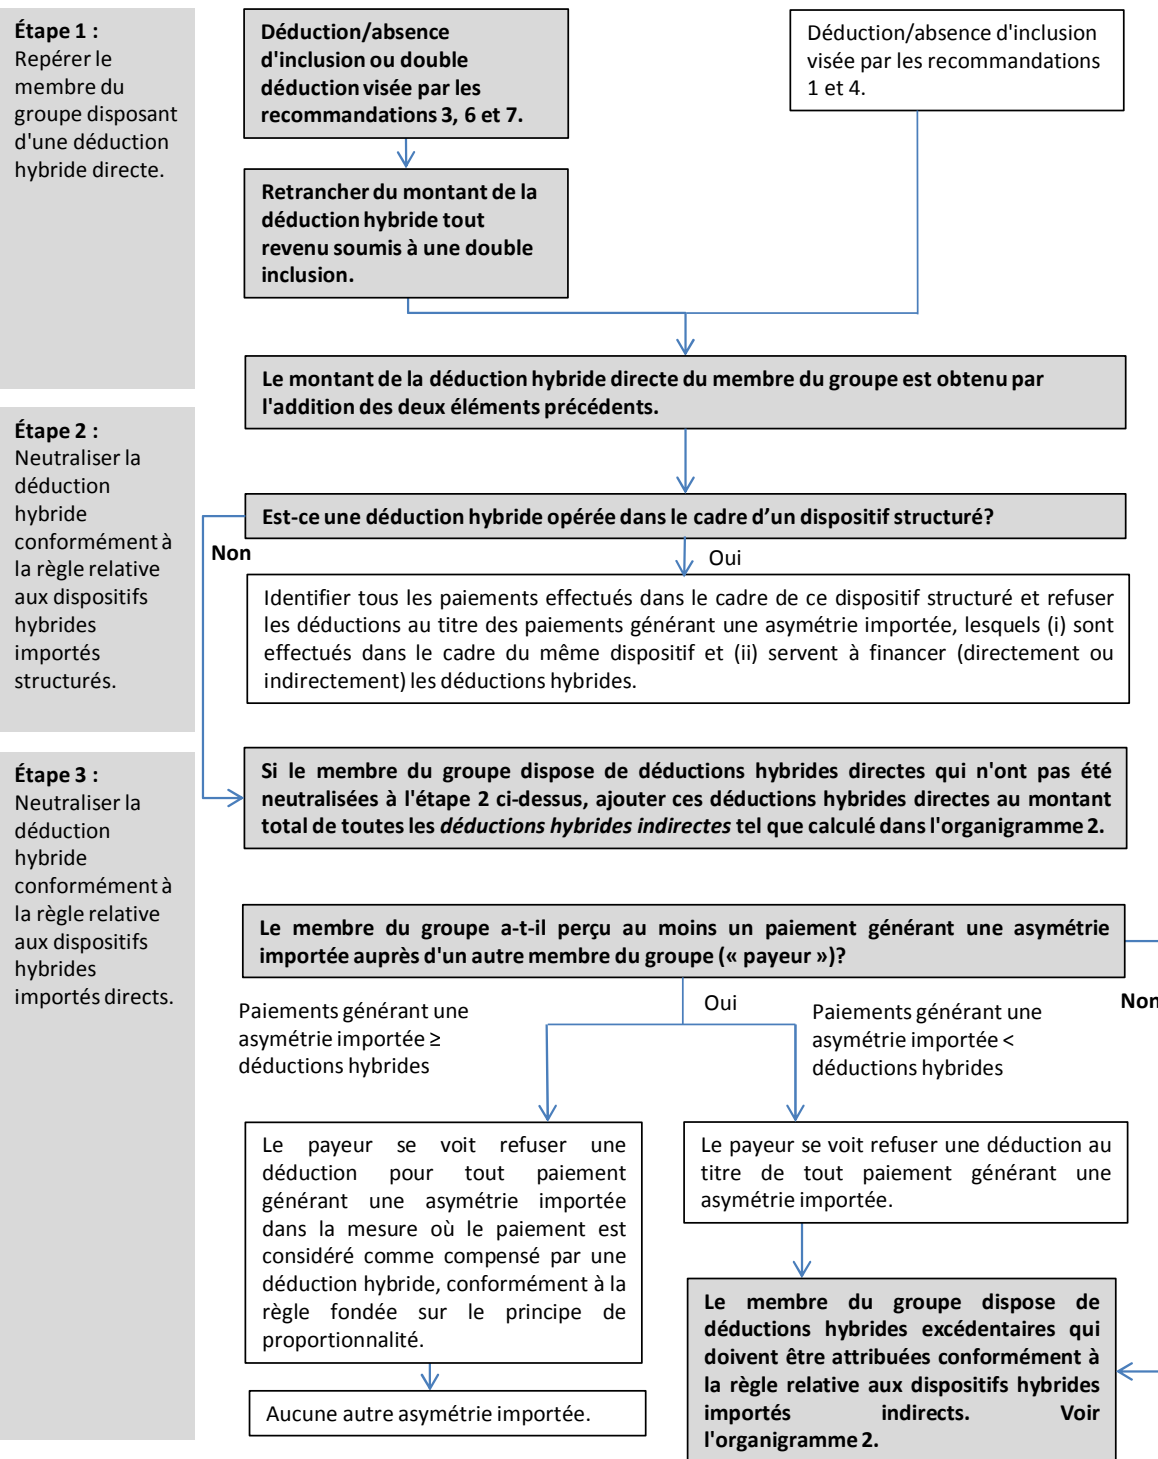 Étape 1 :
Repérer le
membre du
groupe disposant
d'une déduction
hybride directe.
Déduction/absence
d'inclusion ou double
déduction visée par les
recommandations 3, 6 et 7.
Déduction/absence d'inclusion
visée par les recommandations
1 et 4.
Retrancher du montant de la
déduction hybride tout
revenu soumis à une double
inclusion.
Le montant de la déduction hybride directe du membre du groupe est obtenu par
l'addition des deux éléments précédents.
Étape 2 :
Neutraliser la
déduction
hybride
conformément à
la règle relative
aux dispositifs
hybrides
importés
structurés.
Est-ce une déduction hybride opérée dans le cadre d’un dispositif structuré?
Non
Oui
Identifier tous les paiements effectués dans le cadre de ce dispositif structuré et refuser
les déductions au titre des paiements générant une asymétrie importée, lesquels (i) sont
effectués dans le cadre du même dispositif et (ii) servent à financer (directement ou
indirectement) les déductions hybrides.
Étape 3 :
Neutraliser la
déduction
hybride
conformément à
la règle relative
aux dispositifs
hybrides
importés directs.
Si le membre du groupe dispose de déductions hybrides directes qui n'ont pas été
neutralisées à l'étape 2 ci-dessus, ajouter ces déductions hybrides directes au montant
total de toutes les déductions hybrides indirectes tel que calculé dans l'organigramme 2.
Le membre du groupe a-t-il perçu au moins un paiement générant une asymétrie
importée auprès d'un autre membre du groupe (« payeur »)?
Oui
Non
Paiements générant une
asymétrie importée ≥
déductions hybrides
Paiements générant une
asymétrie importée <
déductions hybrides
Le payeur se voit refuser une
déduction pour tout paiement
générant une asymétrie importée
dans la mesure où le paiement est
considéré comme compensé par une
déduction hybride, conformément à la
règle fondée sur le principe de
proportionnalité.
Aucune autre asymétrie importée.
Le payeur se voit refuser une déduction au
titre de tout paiement générant une
asymétrie importée.
Le membre du groupe dispose de
déductions hybrides excédentaires qui
doivent être attribuées conformément à
la règle relative aux dispositifs hybrides
importés indirects. Voir
l'organigramme 2.